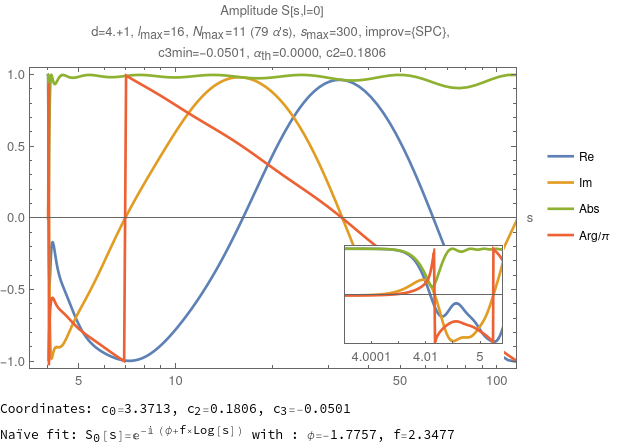 Amplitude S[s,l=0]
d=4.+1, lmax=16, Nmax=11 (79 α's), smax=300, improv={SPC},
c3min=-0.0501, αth=0.0000, c2=0.1806
1.0
0.5
0.0
-0.5
-1.0
5
10
50
100
s
Re
Im
Abs
Arg/π
4.0001
4.01
5
Coordinates: c0=3.3713, c2=0.1806, c3=-0.0501
Naïve fit: S0[s]=e^-i (ϕ+f×Log[s]) with : ϕ=-1.7757, f=2.3477